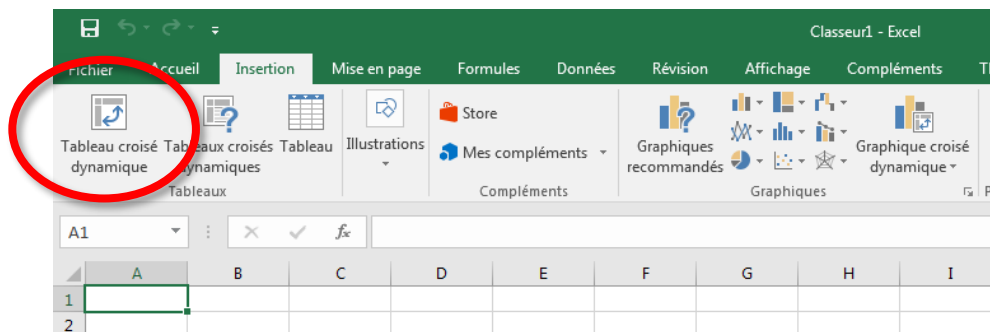 Classeur1 - Excel
Fichier Accueil Insertion Mise en page Formules Données Révision Affichage Compléments
Tableau croisé dynamique
Tableaux croisés dynamiques
Tableau
Illustrations
Store
Mes compléments
Graphiques recommandés
Graphique croisé dynamique
Tableaux Compléments Graphiques
A1 fx
A B C D E F G H I
1
2